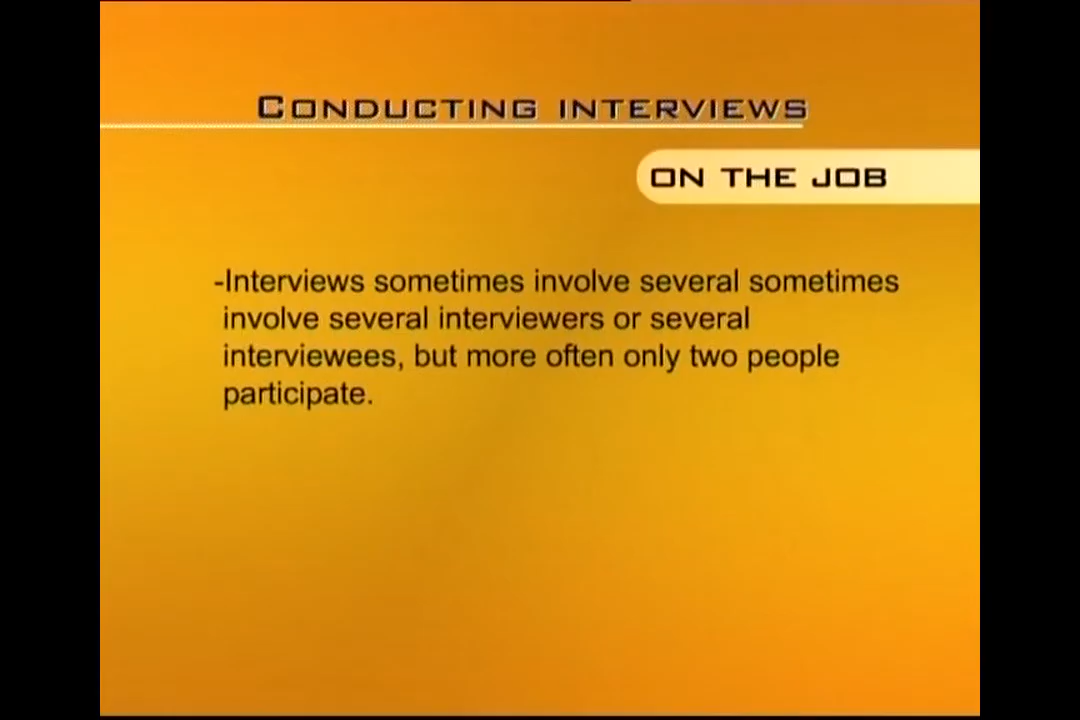 CONDUCTING INTERVIEWS
ON THE JOB
-Interviews sometimes involve several sometimes
involve several interviewers or several
interviewees, but more often only two people
participate.